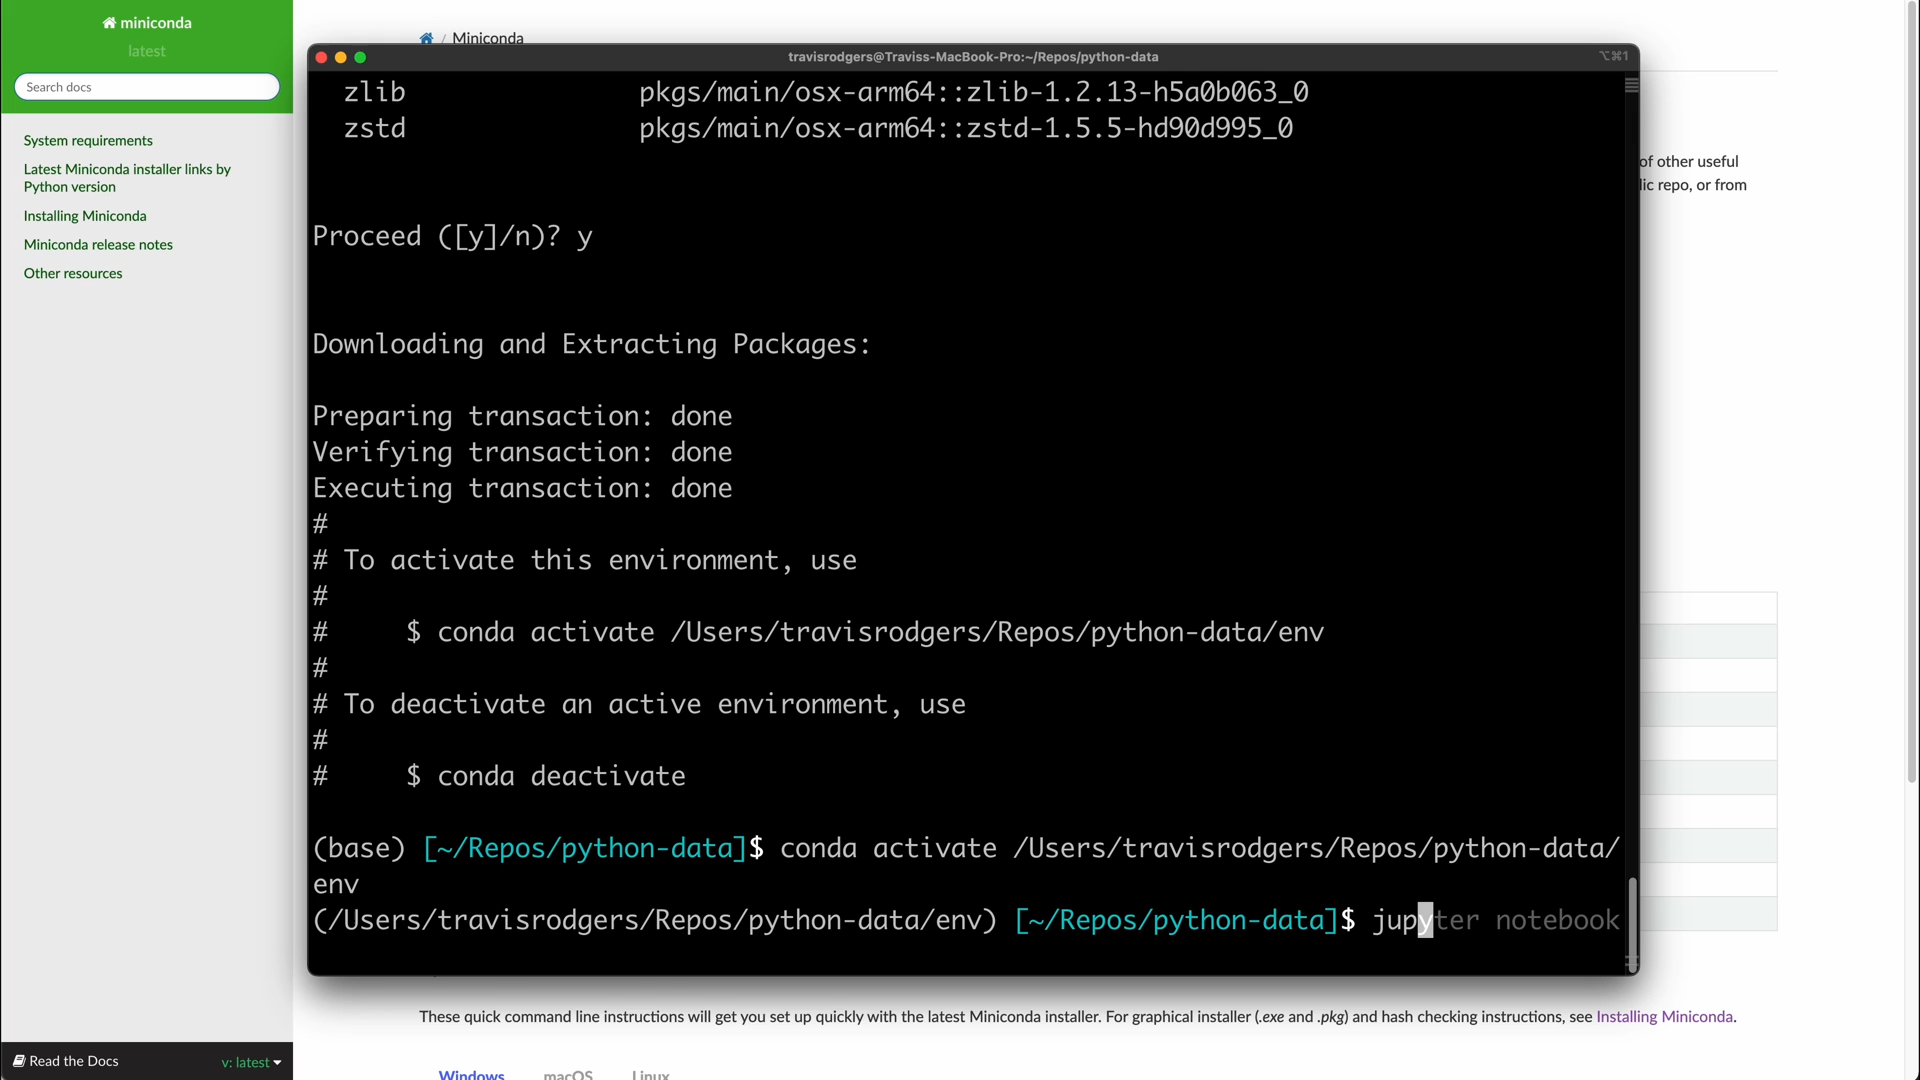 miniconda
latest
Search docs
System requirements
Latest Miniconda installer links by
Python version
Installing Miniconda
Miniconda release notes
Other resources
Read the Docs
v: latest
/ Miniconda
travisrodgers@Traviss-MacBook-Pro:~/Repos/python-data
⌥⌘1
zlib pkgs/main/osx-arm64::zlib-1.2.13-h5a0b063_0
zstd pkgs/main/osx-arm64::zstd-1.5.5-hd90d995_0
Proceed ([y]/n)? y
Downloading and Extracting Packages:
Preparing transaction: done
Verifying transaction: done
Executing transaction: done
#
# To activate this environment, use
#
# $ conda activate /Users/travisrodgers/Repos/python-data/env
#
# To deactivate an active environment, use
#
# $ conda deactivate
(base) [~/Repos/python-data]$ conda activate /Users/travisrodgers/Repos/python-data/
env
(/Users/travisrodgers/Repos/python-data/env) [~/Repos/python-data]$ jupyter notebook
of other useful
lic repo, or from
These quick command line instructions will get you set up quickly with the latest Miniconda installer. For graphical installer (.exe and .pkg) and hash checking instructions, see Installing Miniconda.
Windows macOS Linux